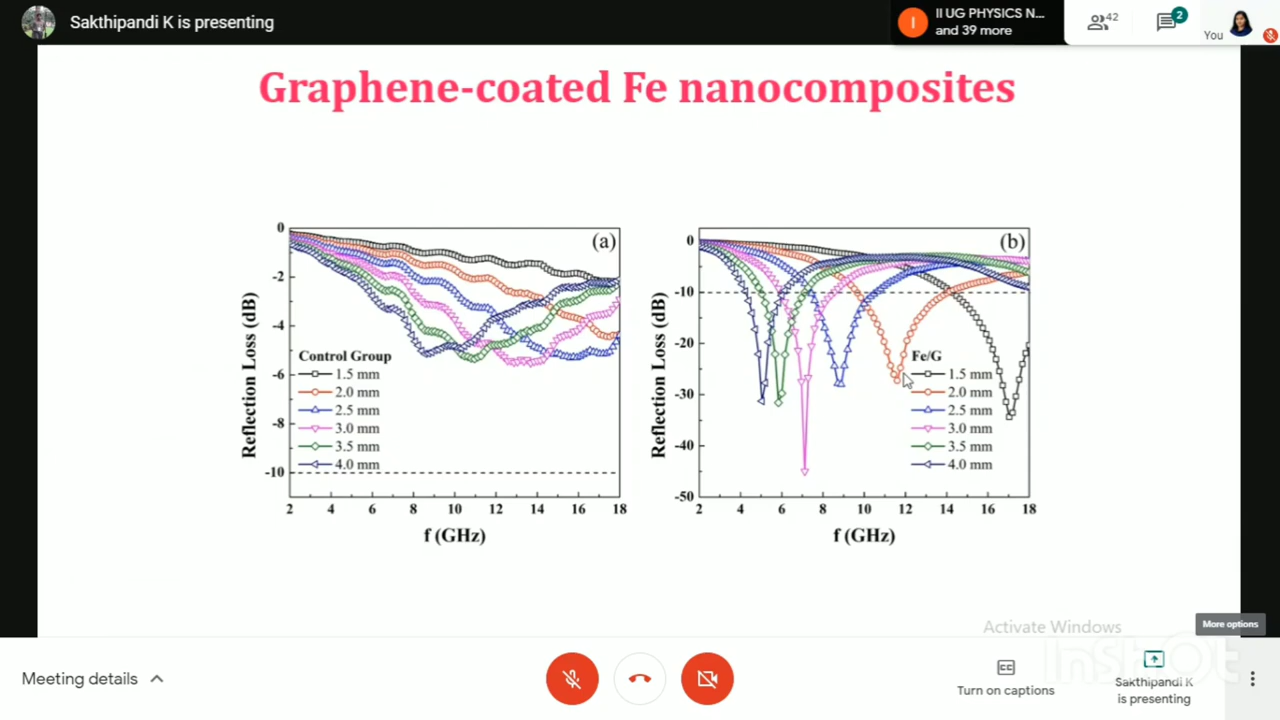 Sakthipandi K is presenting
II UG PHYSICS N...
and 39 more
42
2
You
Graphene-coated Fe nanocomposites
(a)
Reflection Loss (dB)
0
-2
-4
-6
-8
-10
Control Group
1.5 mm
2.0 mm
2.5 mm
3.0 mm
3.5 mm
4.0 mm
2 4 6 8 10 12 14 16 18
f (GHz)
(b)
Reflection Loss (dB)
0
-10
-20
-30
-40
-50
Fe/G
1.5 mm
2.0 mm
2.5 mm
3.0 mm
3.5 mm
4.0 mm
2 4 6 8 10 12 14 16 18
f (GHz)
Activate Windows
More options
InShOt
Meeting details
CC
Turn on captions
Sakthipandi K
is presenting